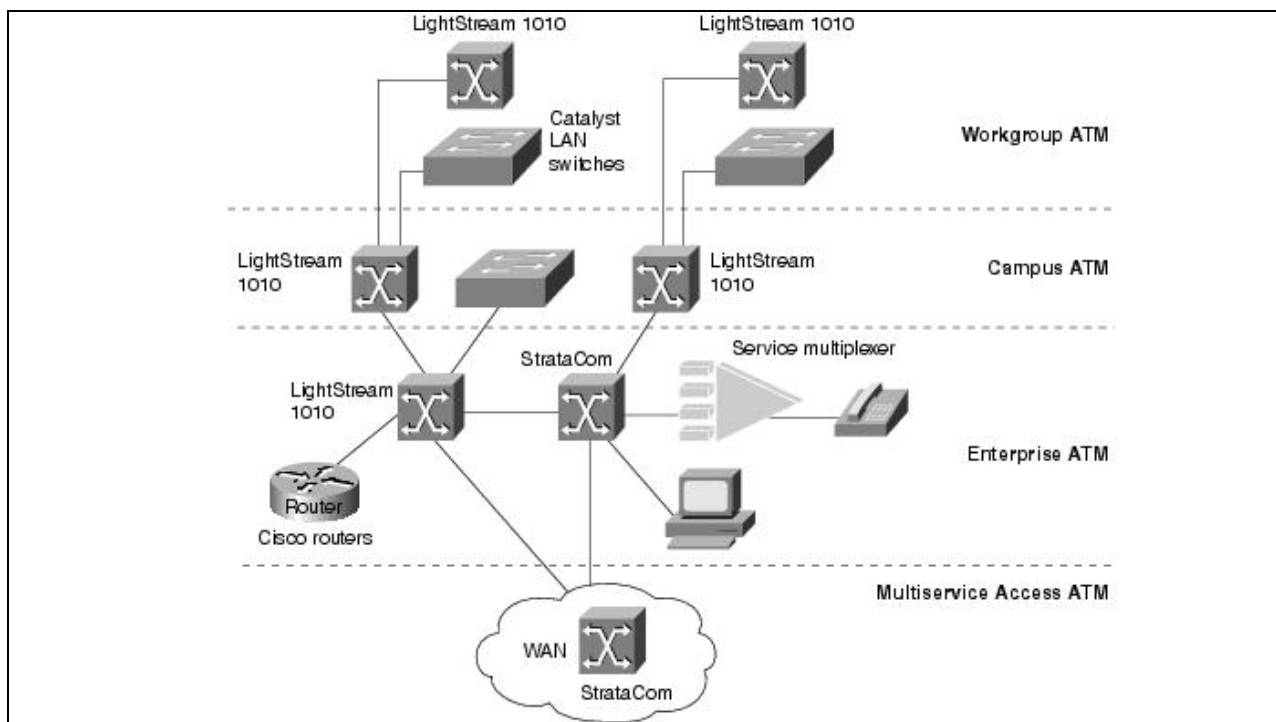 LightStream 1010
LightStream 1010
Catalyst
LAN
switches
Workgroup ATM
LightStream
1010
LightStream
1010
Campus ATM
StrataCom
Service multiplexer
LightStream
1010
Enterprise ATM
Router
Cisco routers
Multiservice Access ATM
WAN
StrataCom